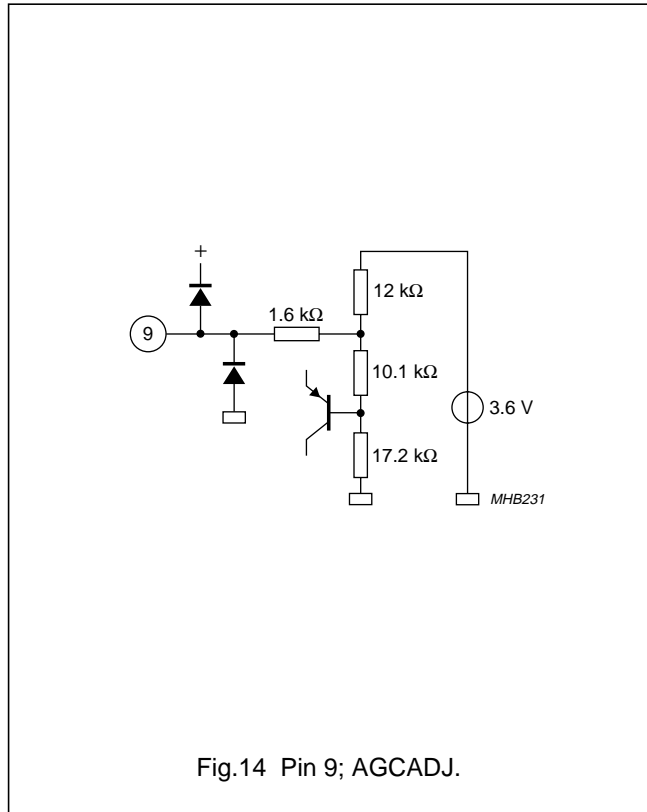 +
12 kΩ
1.6 kΩ
9
10.1 kΩ
3.6 V
17.2 kΩ
MHB231
Fig.14 Pin 9; AGCADJ.